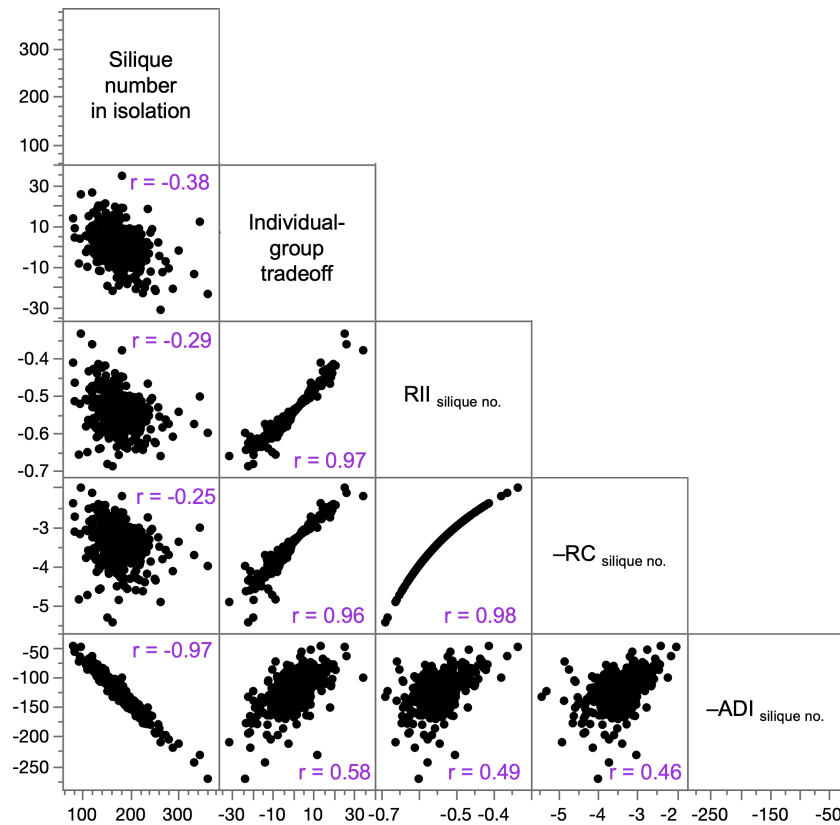 300
200
100
Silique
number
in isolation
30
10
-10
-30
r = -0.38
Individual-
group
tradeoff
-0.4
-0.5
-0.6
-0.7
r = -0.29
r = 0.97
RII silique no.
-3
-4
-5
r = -0.25
r = 0.96
r = 0.98
–RC silique no.
-50
-100
-150
-200
-250
r = -0.97
r = 0.58
r = 0.49
r = 0.46
–ADI silique no.
100 200 300 -30 -10 10 30 -0.7 -0.5 -0.4 -5 -4 -3 -2 -250 -150 -50